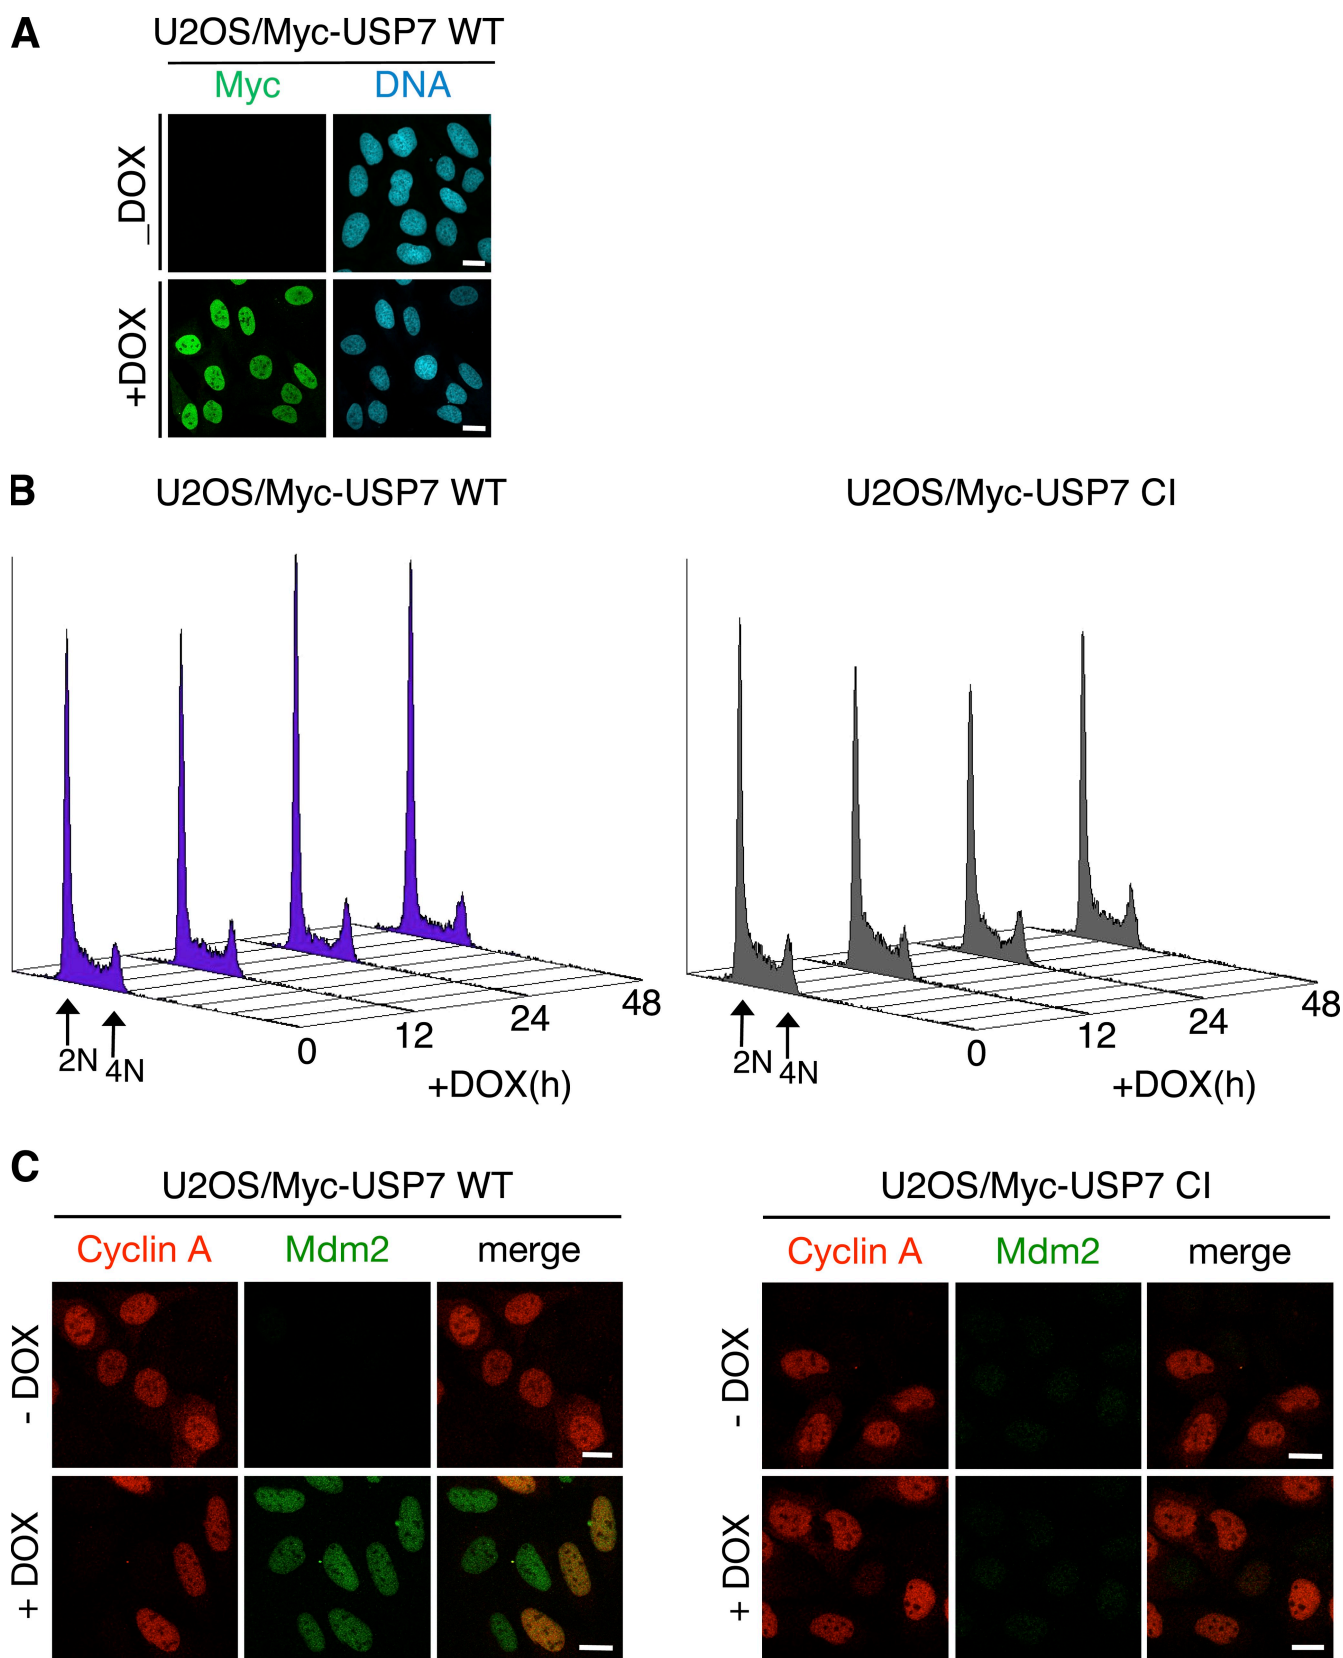 A
U2OS/Myc-USP7 WT
Myc DNA
_DOX
+DOX
B
U2OS/Myc-USP7 WT
U2OS/Myc-USP7 CI
2N 4N
0 12 24 48
+DOX(h)
2N 4N
0 12 24 48
+DOX(h)
C
U2OS/Myc-USP7 WT
Cyclin A Mdm2 merge
- DOX
+ DOX
U2OS/Myc-USP7 CI
Cyclin A Mdm2 merge
- DOX
+ DOX